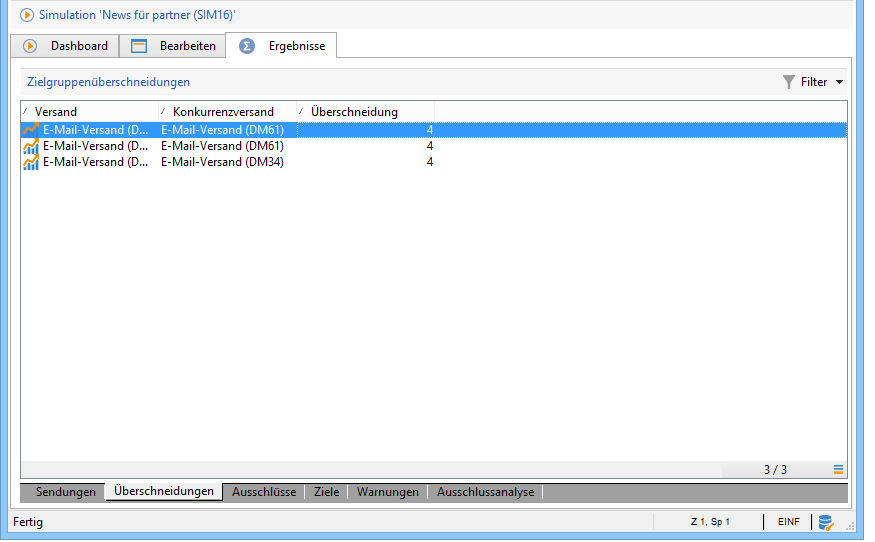 Simulation 'News für partner (SIM16)'
Dashboard Bearbeiten Ergebnisse
Zielgruppenüberschneidungen Filter
Versand Konkurrenzversand Überschneidung
E-Mail-Versand (D... E-Mail-Versand (DM61) 4
E-Mail-Versand (D... E-Mail-Versand (DM61) 4
E-Mail-Versand (D... E-Mail-Versand (DM34) 4
3 / 3
Sendungen Überschneidungen Ausschlüsse Ziele Warnungen Ausschlussanalyse
Fertig Z 1, Sp 1 EINF